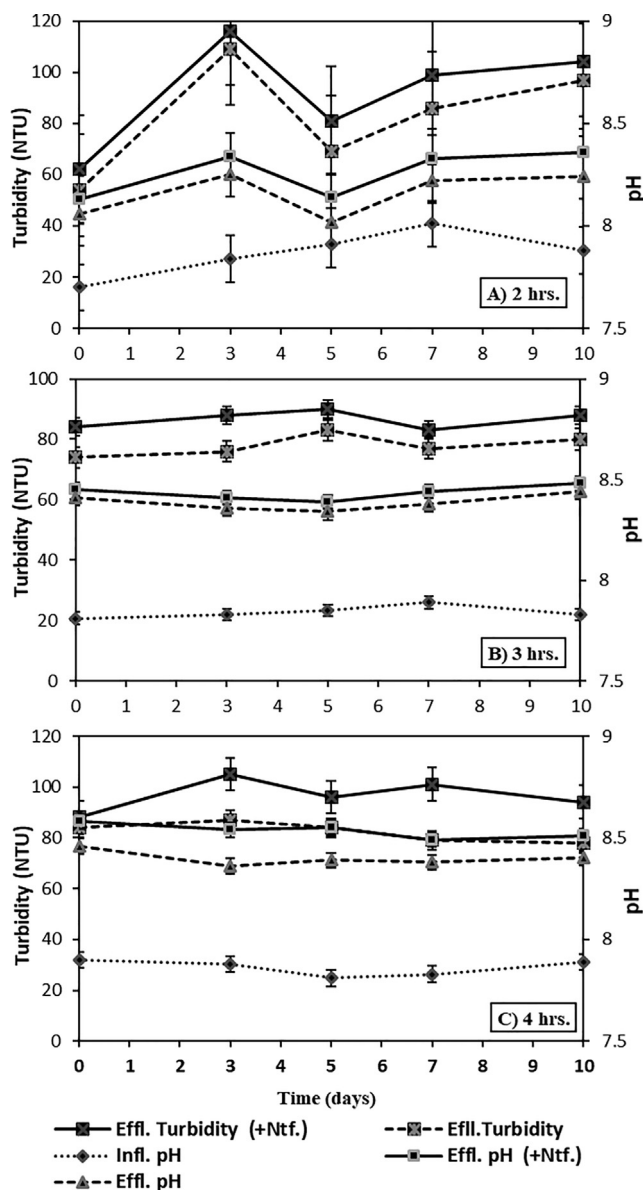 120 9
100
80 8.5
Turbidity (NTU) pH
60 8
40
20
A) 2 hrs.
0 7.5
0 1 2 3 4 5 6 7 8 9 10
100 9
80 8.5
Turbidity (NTU) pH
60
40 8
20
B) 3 hrs.
0 7.5
0 1 2 3 4 5 6 7 8 9 10
120 9
100
80 8.5
Turbidity (NTU) pH
60
40 8
20
C) 4 hrs.
0 7.5
0 1 2 3 4 5 6 7 8 9 10
Time (days)
Effl. Turbidity (+Ntf.) Efll.Turbidity
Infl. pH Effl. pH (+Ntf.)
Effl. pH